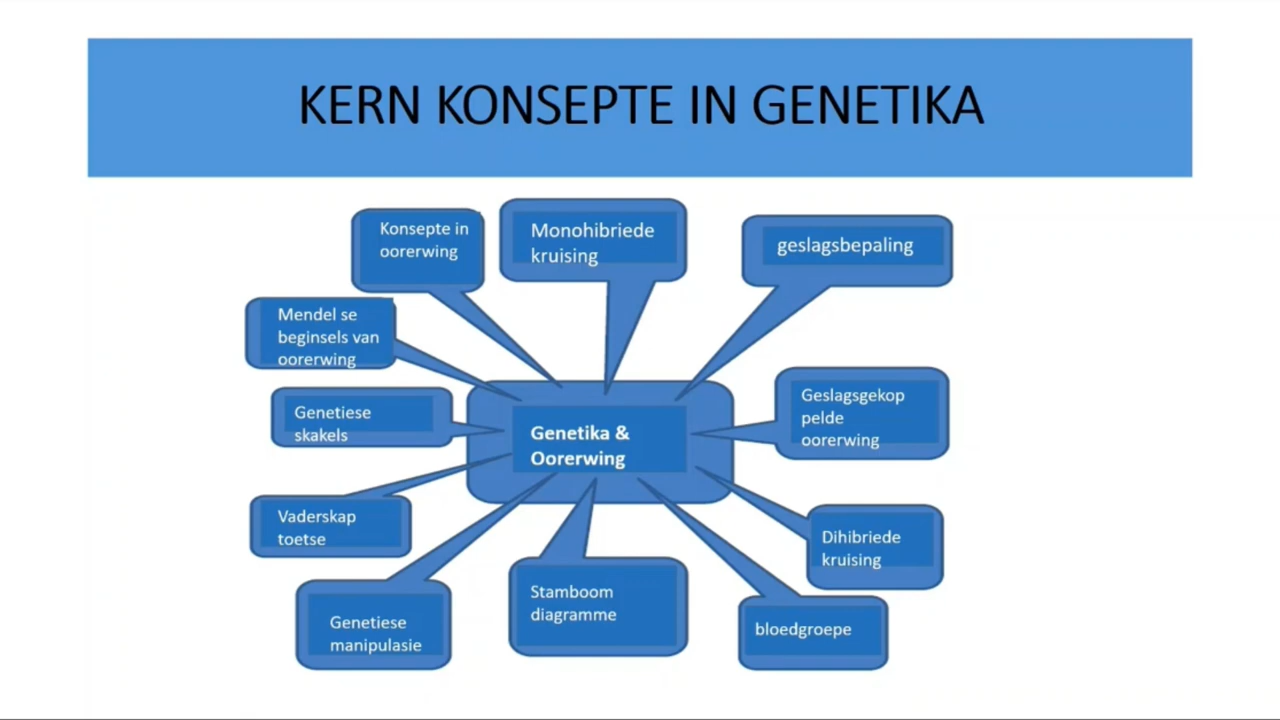 KERN KONSEPTE IN GENETIKA
Konsepte in
oorerwing
Monohibriede
kruising
geslagsbepaling
Mendel se
beginsels van
oorerwing
Genetiese
skakels
Genetika &
Oorerwing
Geslagsgekop
pelde
oorerwing
Vaderskap
toetse
Dihibriede
kruising
Genetiese
manipulasie
Stamboom
diagramme
bloedgroepe